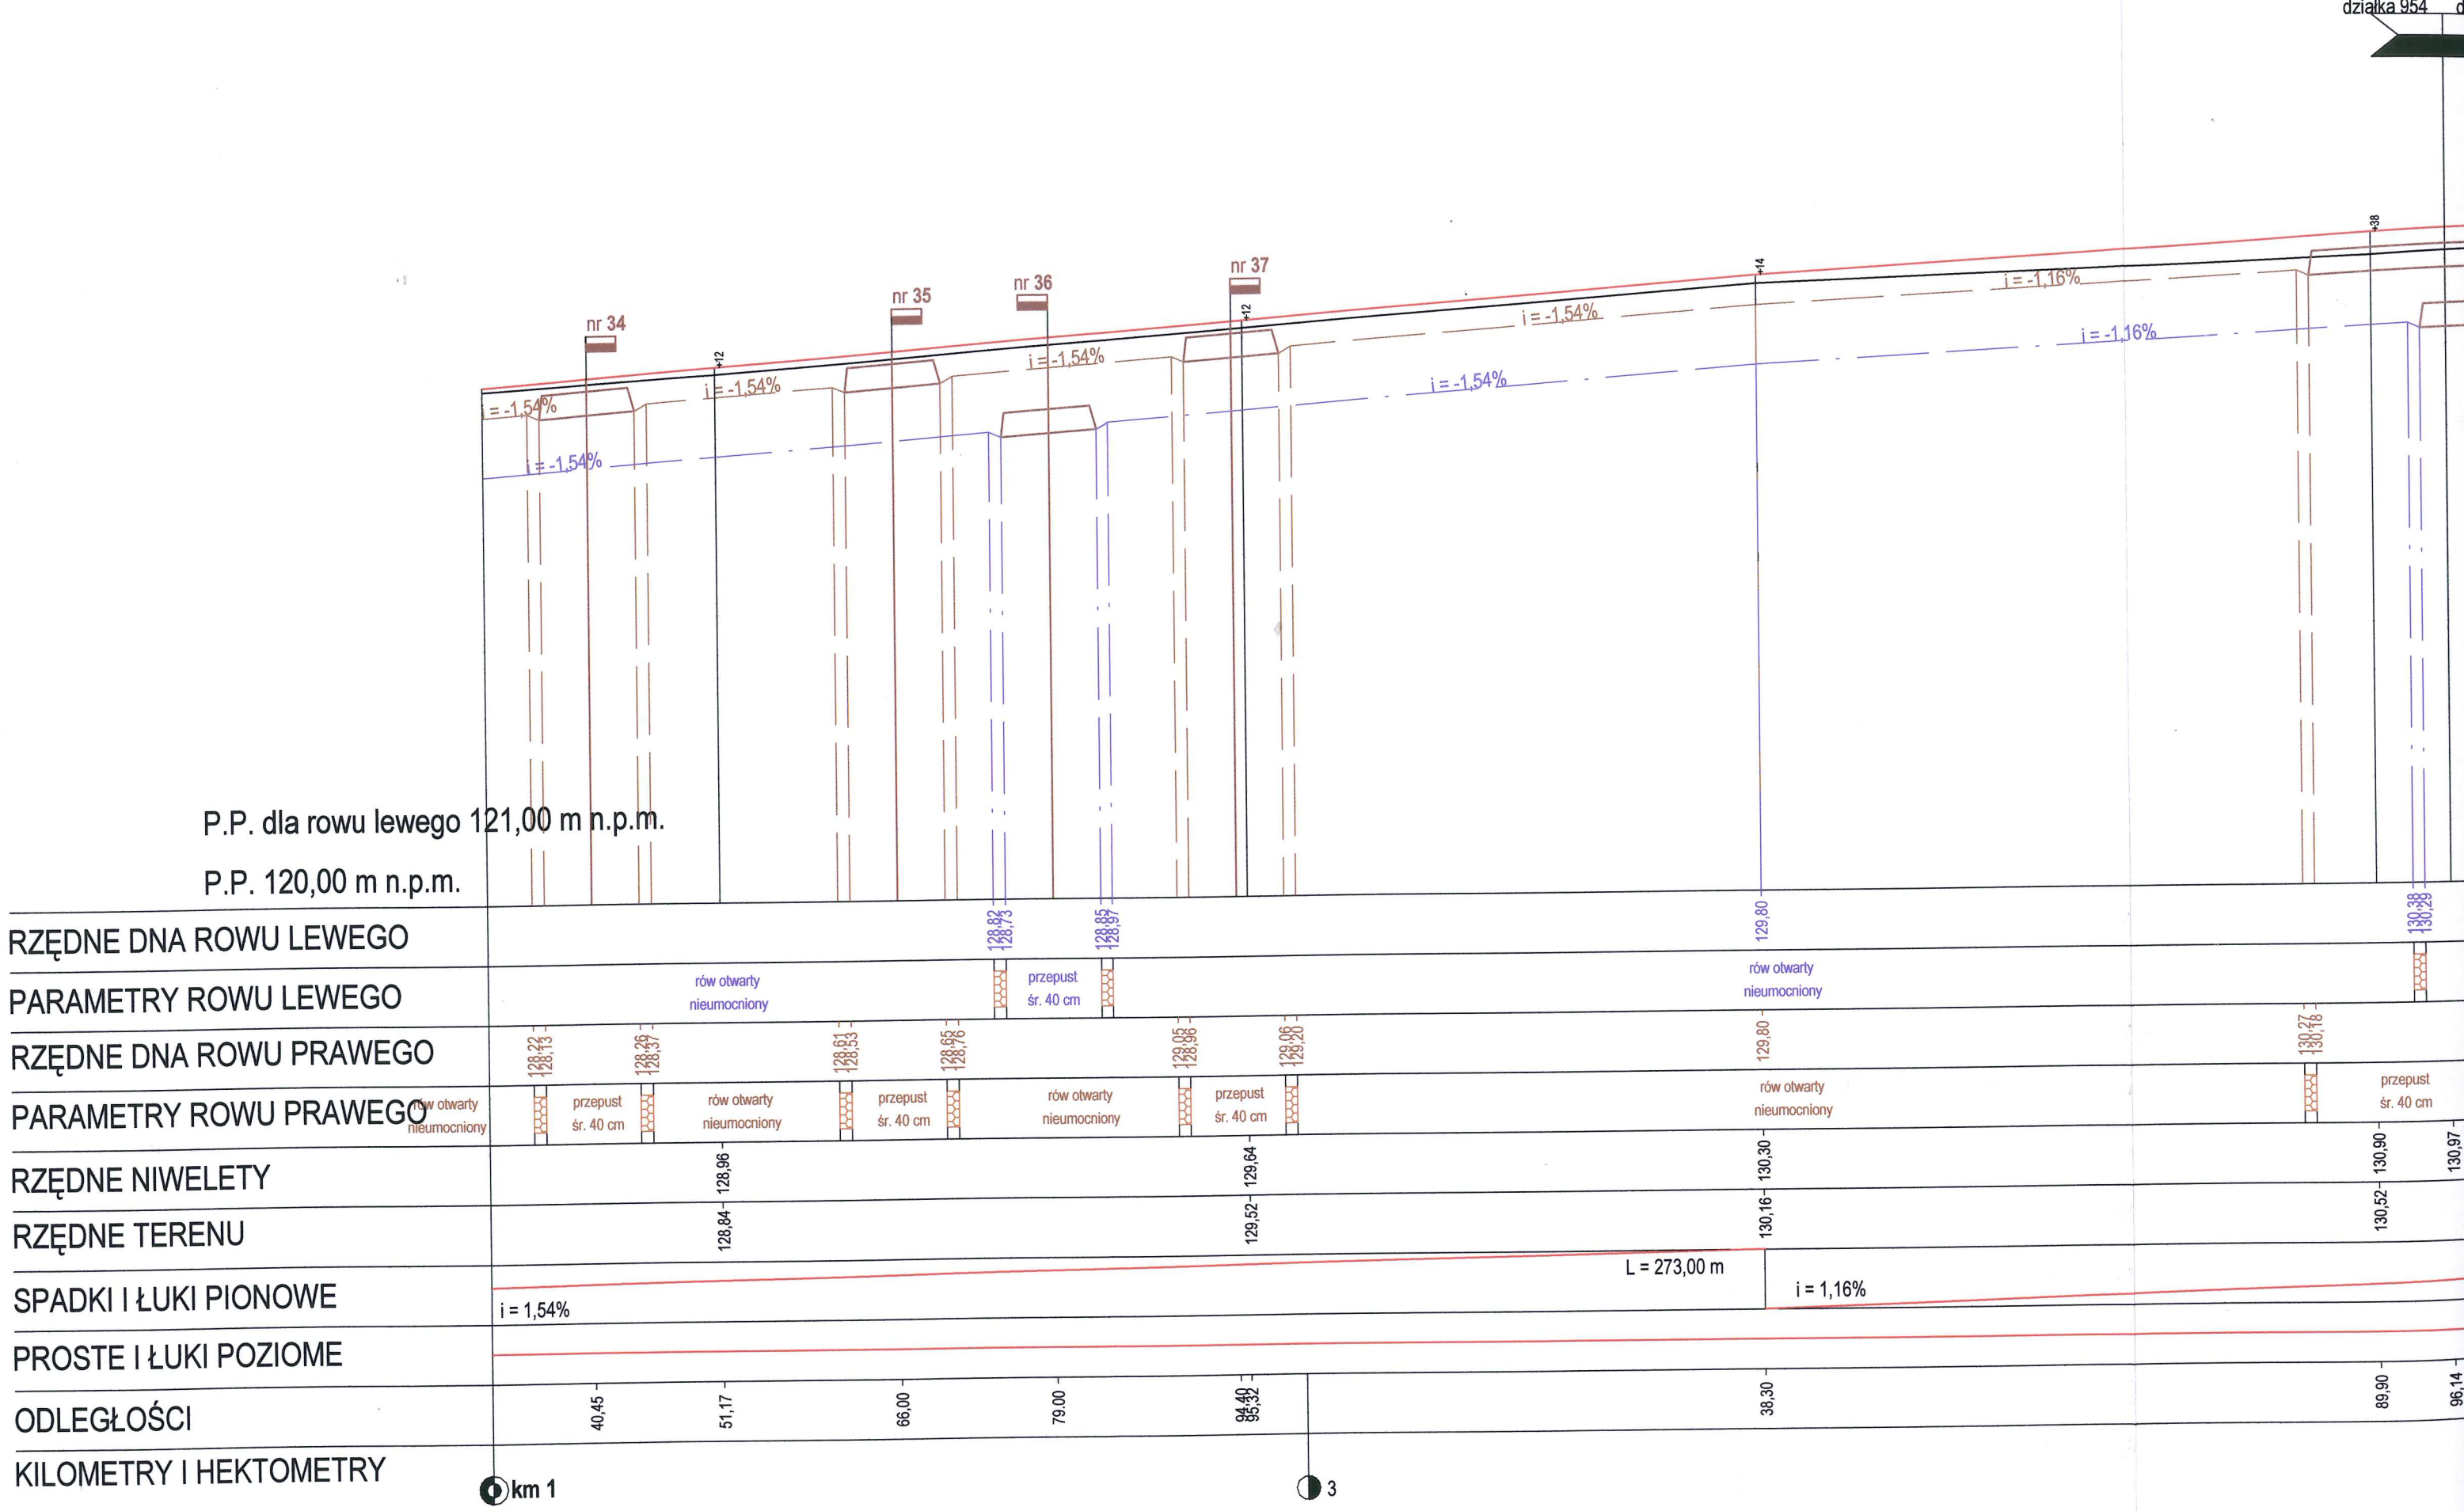 działka 954
+38
+14
nr 37
+12
nr 36
nr 35
nr 34
+12
i = -1,54%
i = -1,54%
i = -1,54%
i = -1,54%
i = -1,16%
i = -1,54%
i = -1,54%
i = -1,16%
P.P. dla rowu lewego 121,00 m n.p.m.
P.P. 120,00 m n.p.m.
RZĘDNE DNA ROWU LEWEGO
128,82
128,73
128,85
128,97
129,80
130,38
130,29
PARAMETRY ROWU LEWEGO
rów otwarty
nieumocniony
przepust
śr. 40 cm
rów otwarty
nieumocniony
RZĘDNE DNA ROWU PRAWEGO
128,22
128,13
128,26
128,37
128,61
128,53
128,65
128,76
129,05
128,96
129,06
129,20
129,80
130,27
130,18
PARAMETRY ROWU PRAWEGO
rów otwarty
nieumocniony
przepust
śr. 40 cm
rów otwarty
nieumocniony
przepust
śr. 40 cm
rów otwarty
nieumocniony
przepust
śr. 40 cm
rów otwarty
nieumocniony
przepust
śr. 40 cm
RZĘDNE NIWELETY
128,96
129,64
130,30
130,90
130,97
RZĘDNE TERENU
128,84
129,52
130,16
130,52
SPADKI I ŁUKI PIONOWE
i = 1,54%
L = 273,00 m
i = 1,16%
PROSTE I ŁUKI POZIOME
ODLEGŁOŚCI
40,45
51,17
66,00
79.00
94,40
95,32
38,30
89,90
96,14
KILOMETRY I HEKTOMETRY
km 1
3